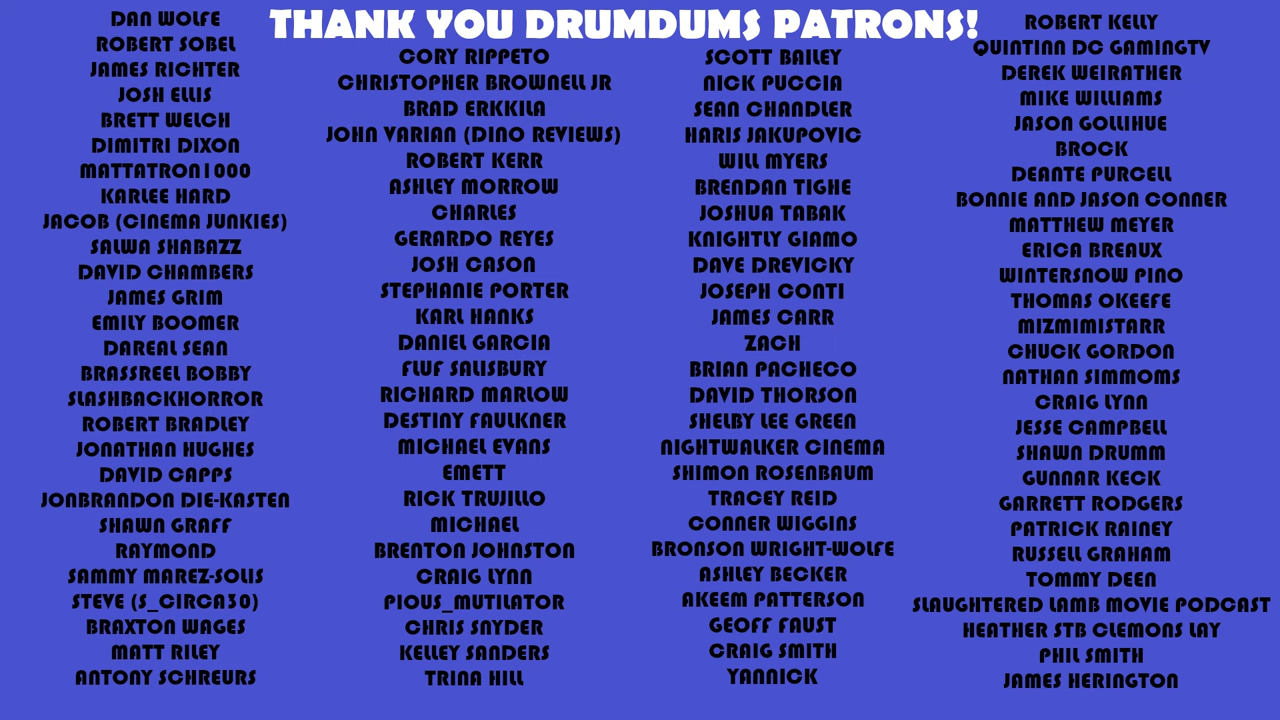 THANK YOU DRUMDUMS PATRONS!
DAN WOLFE
ROBERT SOBEL
JAMES RICHTER
JOSH ELLIS
BRETT WELCH
DIMITRI DIXON
MATTATRON1000
KARLEE HARD
JACOB (CINEMA JUNKIES)
SALWA SHABAZZ
DAVID CHAMBERS
JAMES GRIM
EMILY BOOMER
DAREAL SEAN
BRASSREEL BOBBY
SLASHBACKHORROR
ROBERT BRADLEY
JONATHAN HUGHES
DAVID CAPPS
JONBRANDON DIE-KASTEN
SHAWN GRAFF
RAYMOND
SAMMY MAREZ-SOLIS
STEVE (S_CIRCA30)
BRAXTON WAGES
MATT RILEY
ANTONY SCHREURS
CORY RIPPETO
CHRISTOPHER BROWNELL JR
BRAD ERKKILA
JOHN VARIAN (DINO REVIEWS)
ROBERT KERR
ASHLEY MORROW
CHARLES
GERARDO REYES
JOSH CASON
STEPHANIE PORTER
KARL HANKS
DANIEL GARCIA
FLUF SALISBURY
RICHARD MARLOW
DESTINY FAULKNER
MICHAEL EVANS
EMETT
RICK TRUJILLO
MICHAEL
BRENTON JOHNSTON
CRAIG LYNN
PIOUS_MUTILATOR
CHRIS SNYDER
KELLEY SANDERS
TRINA HILL
SCOTT BAILEY
NICK PUCCIA
SEAN CHANDLER
HARIS JAKUPOVIC
WILL MYERS
BRENDAN TIGHE
JOSHUA TABAK
KNIGHTLY GIAMO
DAVE DREVICKY
JOSEPH CONTI
JAMES CARR
ZACH
BRIAN PACHECO
DAVID THORSON
SHELBY LEE GREEN
NIGHTWALKER CINEMA
SHIMON ROSENBAUM
TRACEY REID
CONNER WIGGINS
BRONSON WRIGHT-WOLFE
ASHLEY BECKER
AKEEM PATTERSON
GEOFF FAUST
CRAIG SMITH
YANNICK
ROBERT KELLY
QUINTINN DC GAMINGTV
DEREK WEIRATHER
MIKE WILLIAMS
JASON GOLLIHUE
BROCK
DEANTE PURCELL
BONNIE AND JASON CONNER
MATTHEW MEYER
ERICA BREAUX
WINTERSNOW PINO
THOMAS OKEEFE
MIZMIMISTARR
CHUCK GORDON
NATHAN SIMMOMS
CRAIG LYNN
JESSE CAMPBELL
SHAWN DRUMM
GUNNAR KECK
GARRETT RODGERS
PATRICK RAINEY
RUSSELL GRAHAM
TOMMY DEEN
SLAUGHTERED LAMB MOVIE PODCAST
HEATHER STB CLEMONS LAY
PHIL SMITH
JAMES HERINGTON